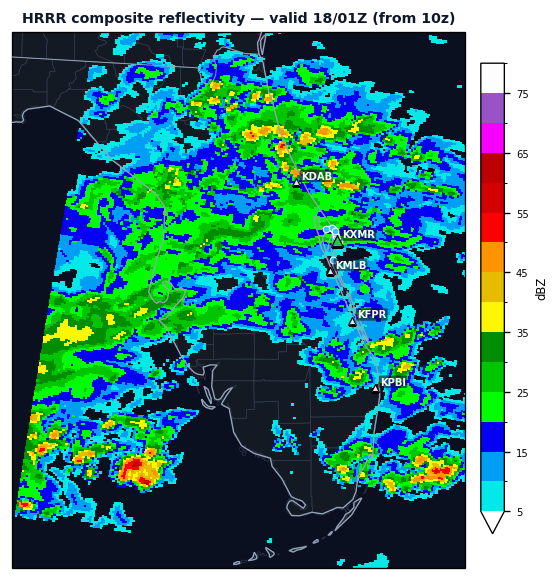 HRRR composite reflectivity — valid 18/01Z (from 10z)
75
65
55
45
35
25
15
5
dBZ
KDAB
KXMR
KMLB
KFPR
KPBI